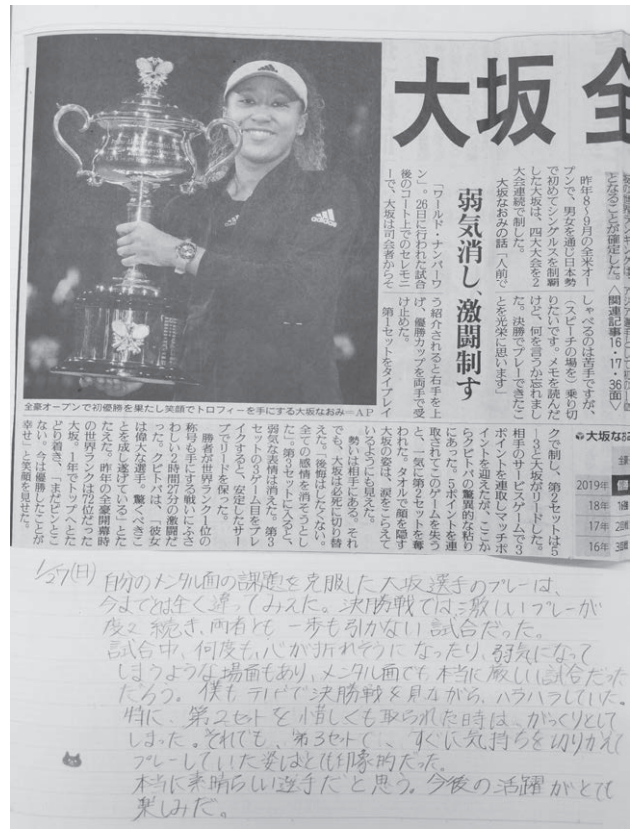 大坂 全
の世界ランキングは、
となることが確定した。〈
関連記事16・17・36面〉
昨年8～9月の全米オー
プンで、男女を通じ日本勢
で初めてシングルスを制覇
した大坂は、四大大会を2
大会連続で制した。
大坂なおみの話「人前で
しゃべるのは苦手ですが、
(スピーチの場を)乗り切
りたいです。メモを読んだ
けど、何を言うか忘れまし
た。決勝でプレーできたこ
とを光栄に思います」
弱気消し、激闘制す
「ワールド・ナンバーワ
ン」。26日に行われた試合
後のコート上でのセレモニ
ーで、大坂は司会者からそ
う紹介されると右手を上
げ、優勝カップを両手で受
け止めた。
第1セットをタイブレイ
クで制し、第2セットは5
―3と大坂がリードした。
相手のサービスゲームで3
ポイントを連取しマッチポ
イントを迎えたが、ここか
らクビトバの驚異的な粘り
にあった。5ポイントを連
取されてこのゲームを失う
と、一気に第2セットを奪
われた。タオルで顔を隠す
大坂の姿は、涙をこらえて
いるようにも見えた。
勢いは相手にある。それ
でも、大坂は必死に切り替
えた。「後悔はしたくない。
全ての感情を消そうとし
た」。第3セットに入ると、
弱気な表情は消えた。第3
セットの3ゲーム目をブレ
イクすると、安定したサー
ブでリードを保った。
勝者が世界ランク1位の
称号も手にする戦いにふさ
わしい2時間27分の激闘だ
った。クビトバは、「彼女
は偉大な選手。驚くべきこ
とを成し遂げている」とた
たえた。昨年の全豪開幕時
の世界ランクは72位だった
大坂。1年でトップへとた
どり着き、「まだピンとこ
ない。今は優勝したことが
幸せ」と笑顔を見せた。
大坂なお
2019年
18年
17年
16年
全豪オープンで初優勝を果たし笑顔でトロフィーを手にする大坂なおみ=AP
1/27(日) 自分のメンタル面の課題を克服した大坂選手のプレーは、
今までとは全く違ってみえた。決勝戦では激しいプレーが
度々続き、両者とも一歩も引かない試合だった。
試合中、何度も心が折れそうになったり、弱気になって
しまうような場面もあり、メンタル面でも本当に厳しい試合だった
だろう。僕もテレビで決勝戦を見ながら、ハラハラしていた。
特に、第2セットを惜しくも取られた時は、がっくりとして
しまった。それでも、第3セットで、すぐに気持ちを切りかえ
プレーしていた姿はとても印象的だった。
本当に素晴らしい選手だと思う。今後の活躍がとても
楽しみだ。